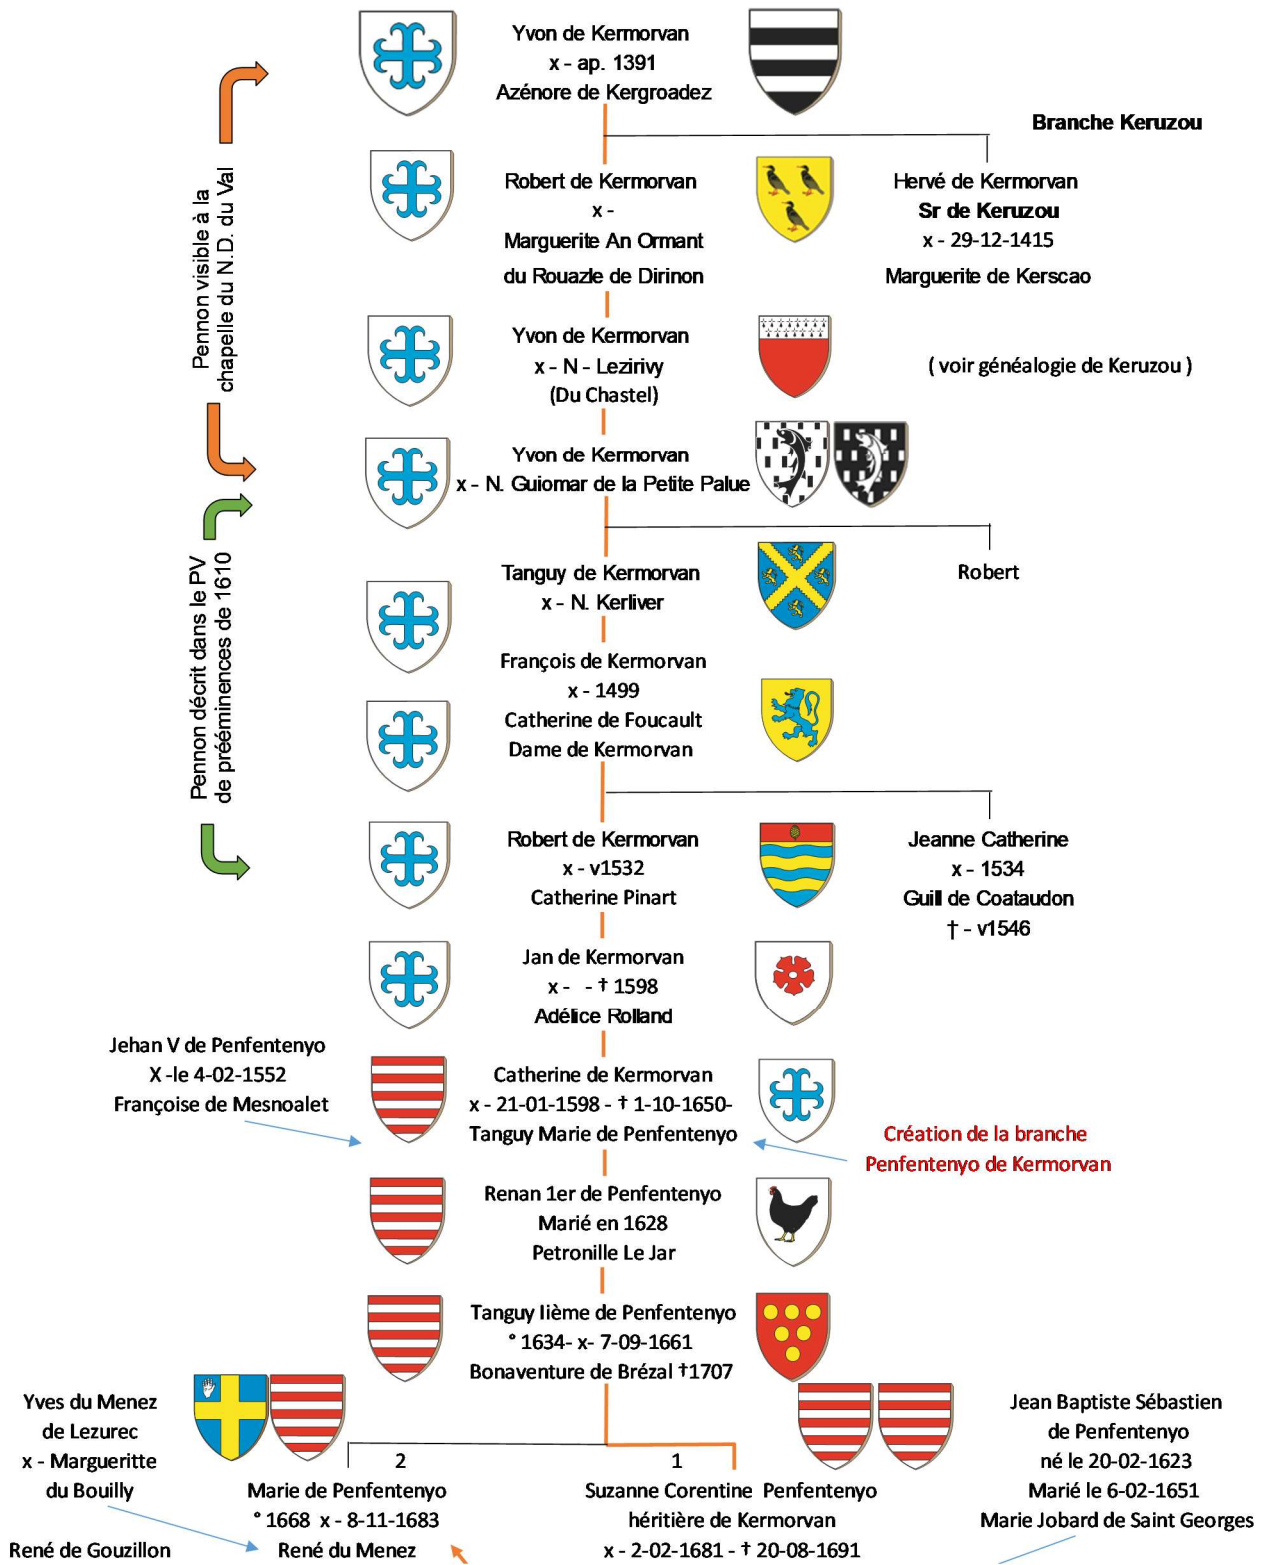 Yvon de Kermorvan
x - ap. 1391
Azénore de Kergroadez
Branche Keruzou
Pennon visible à la
chapelle du N.D. du Val
Robert de Kermorvan
x -
Marguerite An Ormant
du Rouazle de Dirinon
Hervé de Kermorvan
Sr de Keruzou
x - 29-12-1415
Marguerite de Kerscao
Yvon de Kermorvan
x - N - Lezirivy
(Du Chastel)
( voir généalogie de Keruzou )
Yvon de Kermorvan
x - N. Guiomar de la Petite Palue
Pennon décrit dans le PV
de prééminences de 1610
Tanguy de Kermorvan
x - N. Kerliver
Robert
François de Kermorvan
x - 1499
Catherine de Foucault
Dame de Kermorvan
Robert de Kermorvan
x - v1532
Catherine Pinart
Jeanne Catherine
x - 1534
Guill de Coataudon
† - v1546
Jan de Kermorvan
x -   - † 1598
Adélice Rolland
Jehan V de Penfentenyo
X -le 4-02-1552
Françoise de Mesnoalet
Catherine de Kermorvan
x - 21-01-1598 - † 1-10-1650-
Tanguy Marie de Penfentenyo
Création de la branche
Penfentenyo de Kermorvan
Renan 1er de Penfentenyo
Marié en 1628
Petronille Le Jar
Tanguy Iième de Penfentenyo
° 1634- x- 7-09-1661
Bonaventure de Brézal †1707
Yves du Menez
de Lezurec
x - Margueritte
du Bouilly
René de Gouzillon
2
Marie de Penfentenyo
° 1668 x - 8-11-1683
René du Menez
1
Suzanne Corentine Penfentenyo
héritière de Kermorvan
x - 2-02-1681 - † 20-08-1691
Jean Baptiste Sébastien
de Penfentenyo
né le 20-02-1623
Marié le 6-02-1651
Marie Jobard de Saint Georges